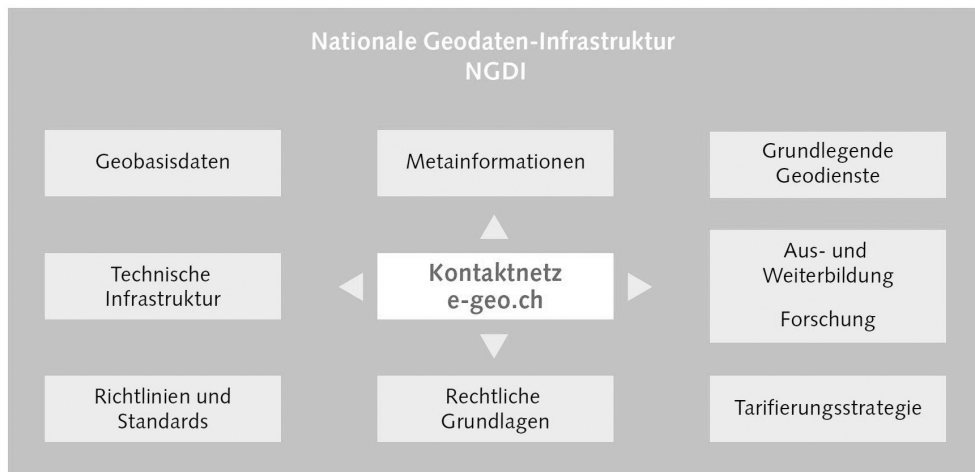 Nationale Geodaten-Infrastruktur
NGDI
Geobasisdaten
Metainformationen
Grundlegende
Geodienste
Technische
Infrastruktur
Kontaktnetz
e-geo.ch
Aus- und
Weiterbildung
Forschung
Richtlinien und
Standards
Rechtliche
Grundlagen
Tarifierungsstrategie